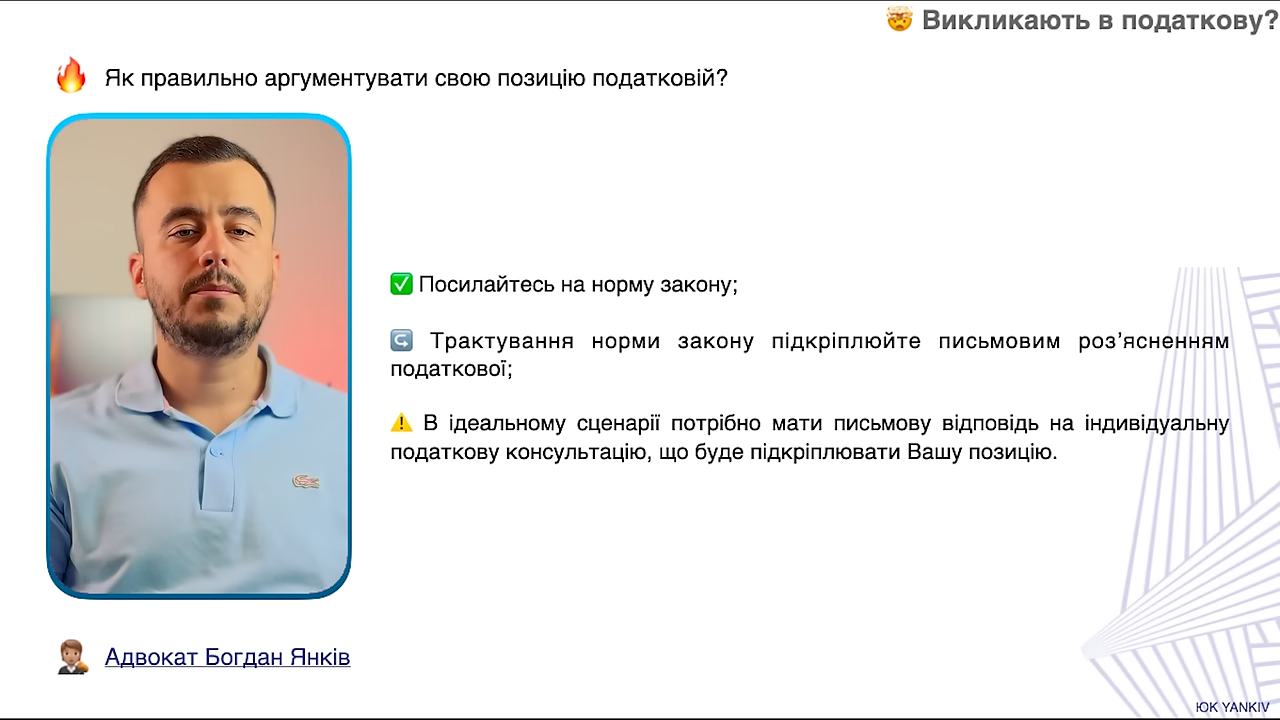 🤯 Викликають в податкову?
🔥 Як правильно аргументувати свою позицію податковій?
✅ Посилайтесь на норму закону;
↪️ Трактування норми закону підкріплюйте письмовим роз’ясненням
податкової;
⚠️ В ідеальному сценарії потрібно мати письмову відповідь на індивідуальну
податкову консультацію, що буде підкріплювати Вашу позицію.
Адвокат Богдан Янків
ЮК YANKIV